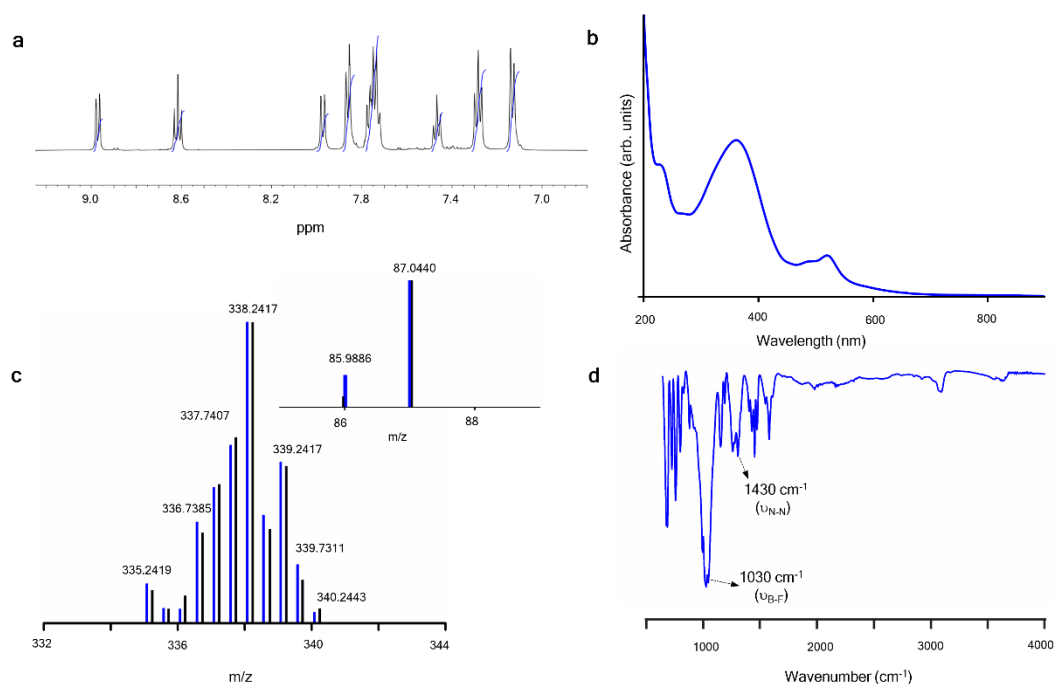 a
9.0
8.6
8.2
7.8
7.4
7.0
ppm
b
Absorbance (arb. units)
200
400
600
800
Wavelength (nm)
c
338.2417
337.7407
336.7385
335.2419
339.2417
339.7311
340.2443
332
336
340
344
m/z
87.0440
85.9886
86
88
m/z
d
1430 cm⁻¹
(υN-N)
1030 cm⁻¹
(υB-F)
1000
2000
3000
4000
Wavenumber (cm⁻¹)